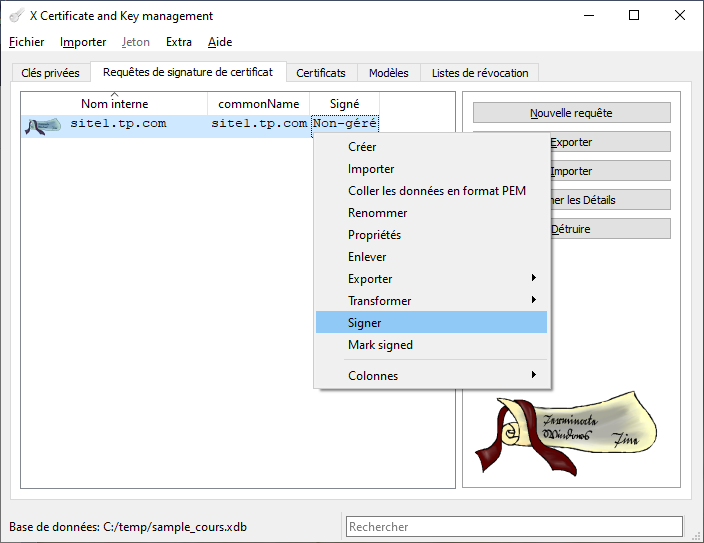 X Certificate and Key management
Fichier Importer Jeton Extra Aide
Clés privées Requêtes de signature de certificat Certificats Modèles Listes de révocation
Nom interne commonName Signé
site1.tp.com site1.tp.com Non-géré
Nouvelle requête
Exporter
Importer
her les Détails
Détruire
Créer
Importer
Coller les données en format PEM
Renommer
Propriétés
Enlever
Exporter
Transformer
Signer
Mark signed
Colonnes
Base de données: C:/temp/sample_cours.xdb
Rechercher